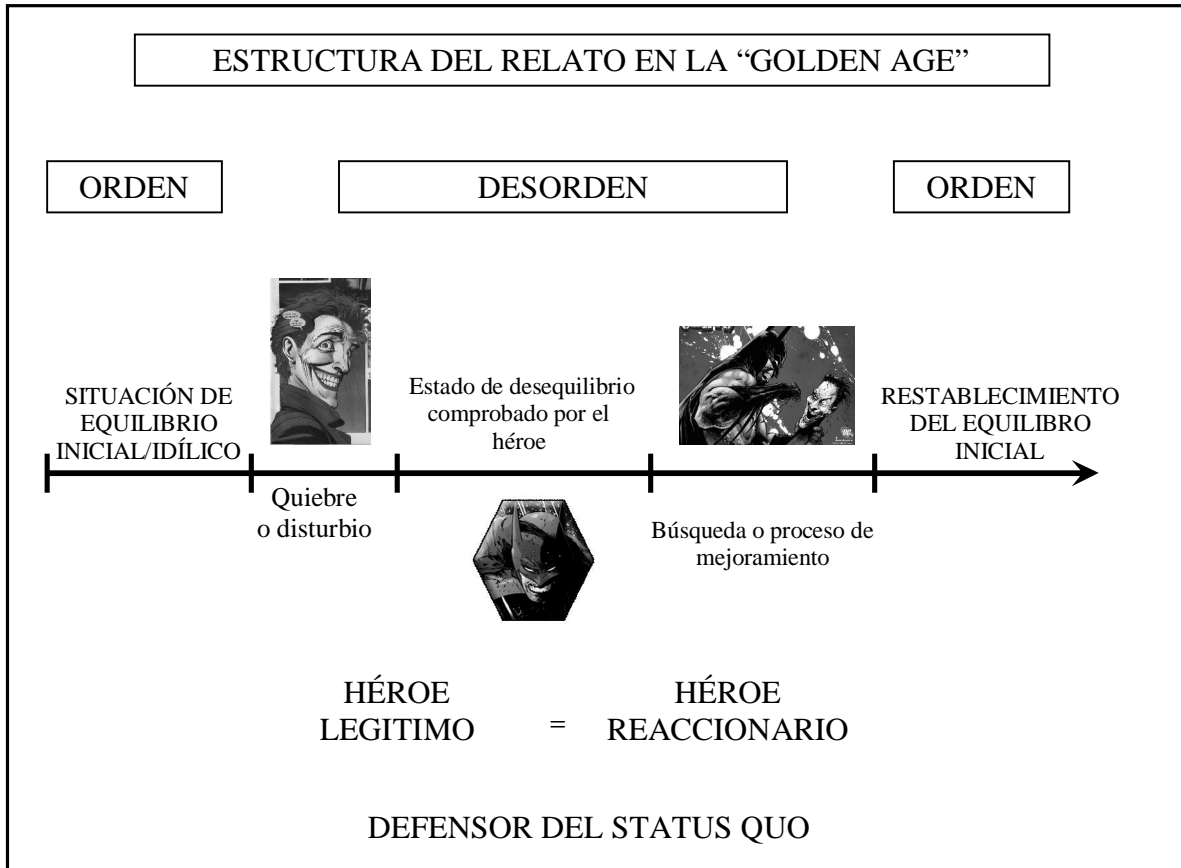 ESTRUCTURA DEL RELATO EN LA “GOLDEN AGE”
ORDEN
DESORDEN
ORDEN
SITUACIÓN DE
EQUILIBRIO
INICIAL/IDÍLICO
Quiebre
o disturbio
Estado de desequilibrio
comprobado por el
héroe
Búsqueda o proceso de
mejoramiento
RESTABLECIMIENTO
DEL EQUILIBRO
INICIAL
HÉROE
LEGITIMO
=
HÉROE
REACCIONARIO
DEFENSOR DEL STATUS QUO